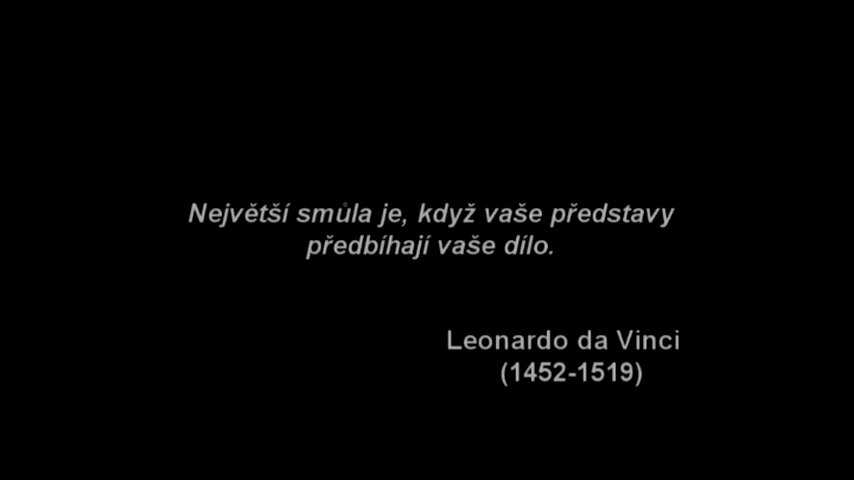 Největší smůla je, když vaše představy
předbíhají vaše dílo.
Leonardo da Vinci
(1452-1519)